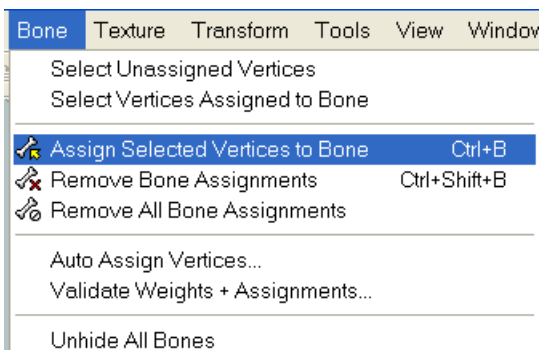 Bone Texture Transform Tools View Window
Select Unassigned Vertices
Select Vertices Assigned to Bone
Assign Selected Vertices to Bone Ctrl+B
Remove Bone Assignments Ctrl+Shift+B
Remove All Bone Assignments
Auto Assign Vertices...
Validate Weights + Assignments...
Unhide All Bones